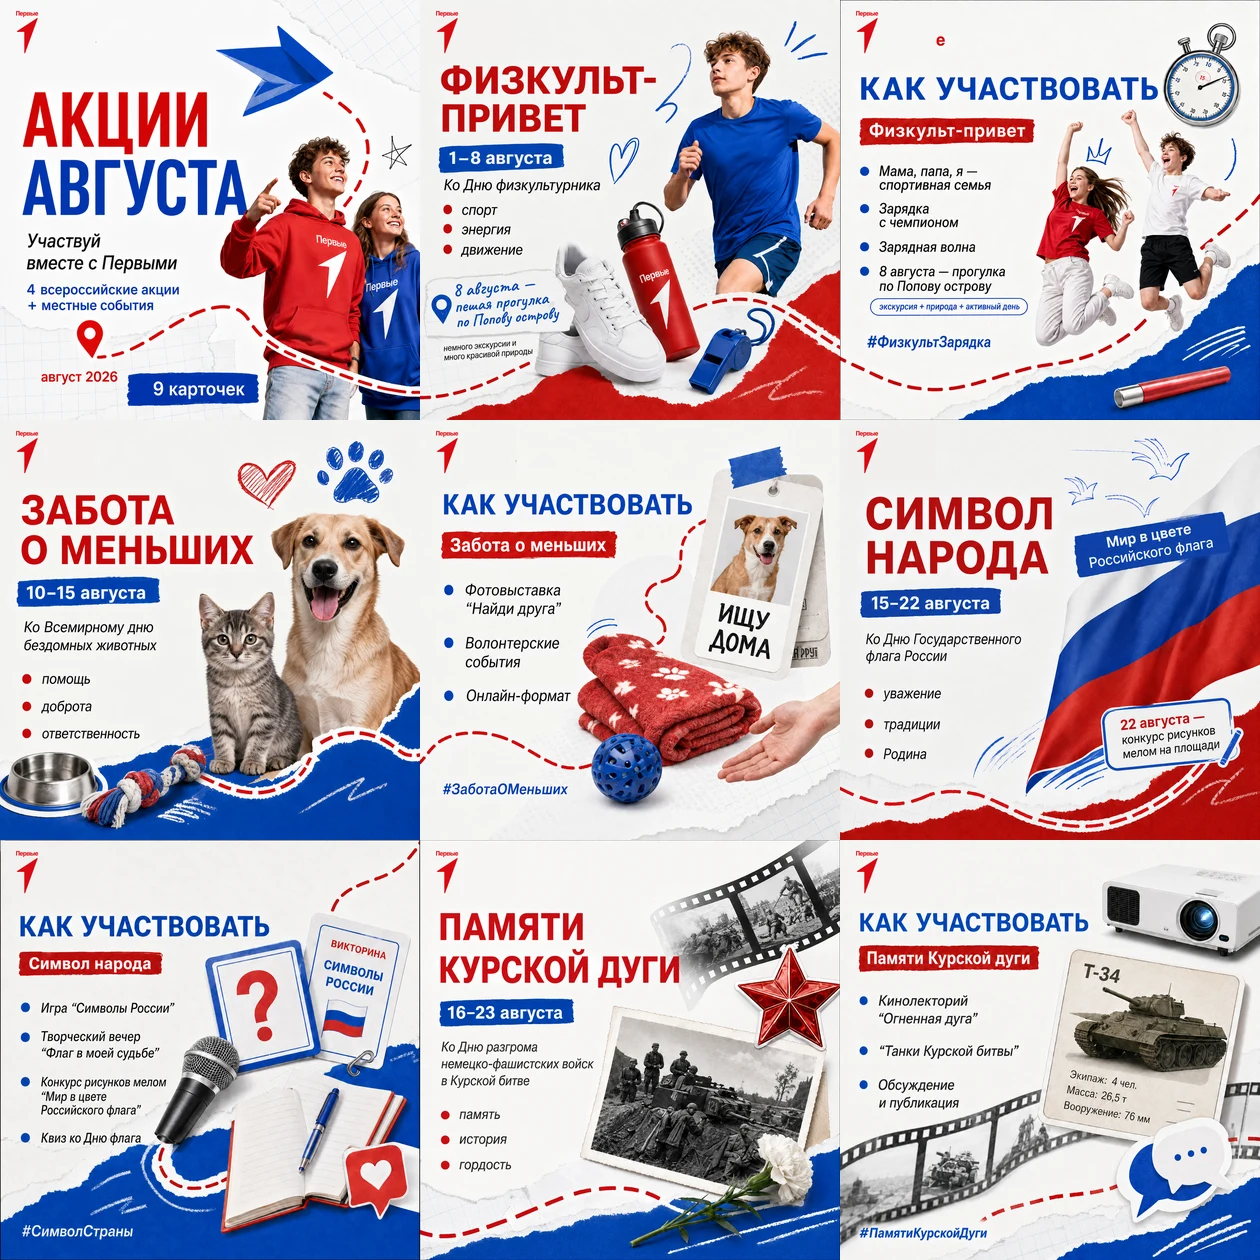 Первые
АКЦИИ
АВГУСТА
Участвуй
вместе с Первыми
4 всероссийские акции
+ местные события
август 2026
9 карточек
Первые
Первые
Первые
ФИЗКУЛЬТ-
ПРИВЕТ
1–8 августа
Ко Дню физкультурника
спорт
энергия
движение
8 августа —
пешая прогулка
по Попову острову
немного экскурсии и
много красивой природы
Первые
Первые
е
КАК УЧАСТВОВАТЬ
Физкульт-привет
Мама, папа, я —
спортивная семья
Зарядка
с чемпионом
Зарядная волна
8 августа — прогулка
по Попову острову
экскурсия + природа + активный день
#ФизкультЗарядка
Первые
ЗАБОТА
О МЕНЬШИХ
10–15 августа
Ко Всемирному дню
бездомных животных
помощь
доброта
ответственность
Первые
КАК УЧАСТВОВАТЬ
Забота о меньших
Фотовыставка
“Найди друга”
Волонтерские
события
Онлайн-формат
#ЗаботаОМеньших
ИЩУ
ДОМА
Первые
СИМВОЛ
НАРОДА
15–22 августа
Ко Дню Государственного
флага России
уважение
традиции
Родина
Мир в цвете
Российского флага
22 августа —
конкурс рисунков
мелом на площади
Первые
КАК УЧАСТВОВАТЬ
Символ народа
Игра “Символы России”
Творческий вечер
“Флаг в моей судьбе”
Конкурс рисунков мелом
“Мир в цвете
Российского флага”
Квиз ко Дню флага
#СимволСтраны
?
ВИКТОРИНА
СИМВОЛЫ
РОССИИ
Первые
ПАМЯТИ
КУРСКОЙ ДУГИ
16–23 августа
Ко Дню разгрома
немецко-фашистских войск
в Курской битве
память
история
гордость
Первые
КАК УЧАСТВОВАТЬ
Памяти Курской дуги
Кинолекторий
“Огненная дуга”
“Танки Курской битвы”
Обсуждение
и публикация
#ПамятиКурскойДуги
Т-34
Экипаж: 4 чел.
Масса: 26,5 т
Вооружение: 76 мм